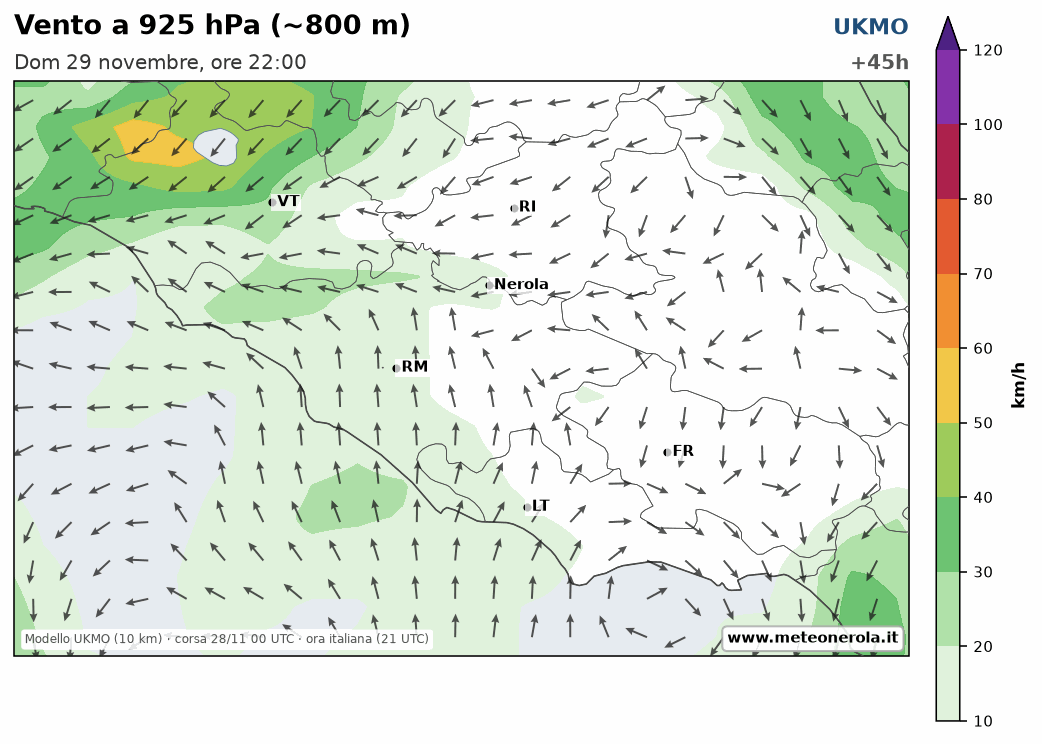 Vento a 925 hPa (~800 m)
UKMO
Dom 29 novembre, ore 22:00
+45h
120
100
80
70
60
50
40
30
20
10
km/h
VT
RI
Nerola
RM
FR
LT
Modello UKMO (10 km) · corsa 28/11 00 UTC · ora italiana (21 UTC)
www.meteonerola.it